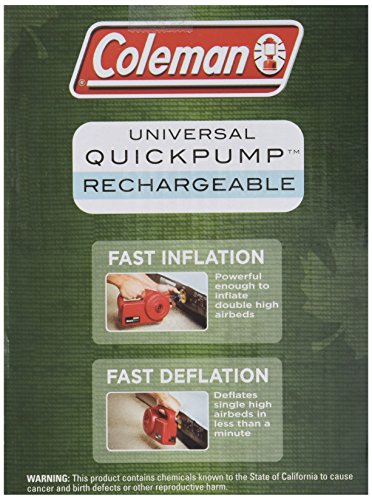 Coleman
UNIVERSAL
QUICKPUMP™
RECHARGEABLE
FAST INFLATION
Powerful
enough to
inflate
double high
airbeds
FAST DEFLATION
Deflates
single high
airbeds in
less than a
minute
WARNING: This product contains chemicals known to the State of California to cause
cancer and birth defects or other reproductive harm.